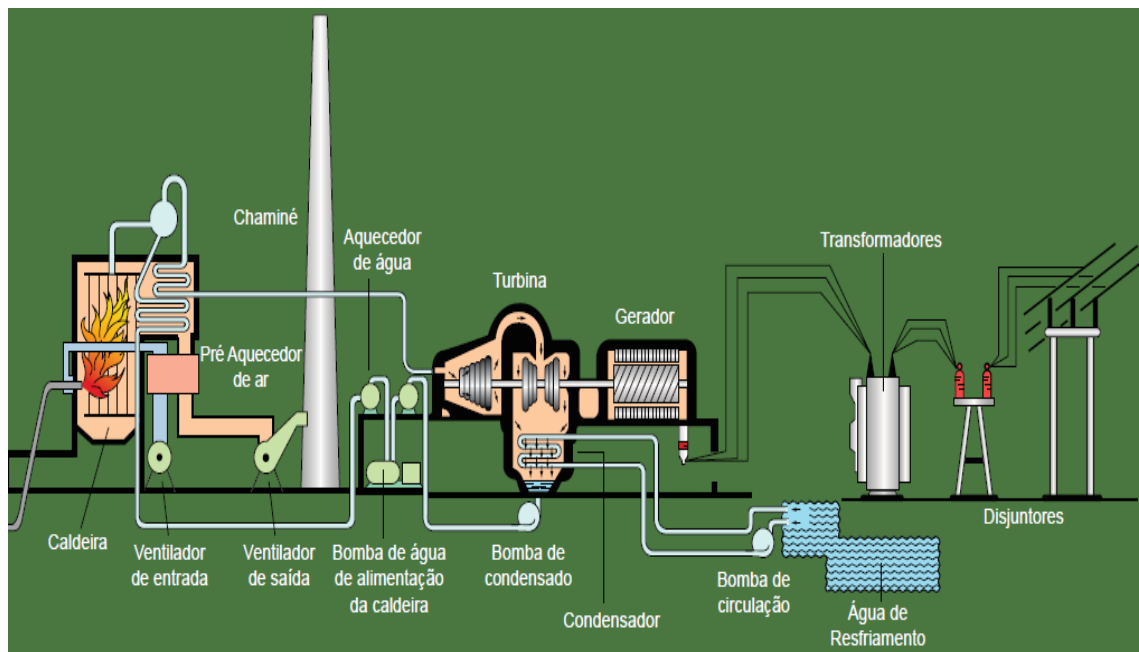 Chaminé
Aquecedor
de água
Turbina
Gerador
Transformadores
Pré Aquecedor
de ar
Caldeira
Ventilador
de entrada
Ventilador
de saída
Bomba de água
de alimentação
da caldeira
Bomba de
condensado
Condensador
Bomba de
circulação
Água de
Resfriamento
Disjuntores